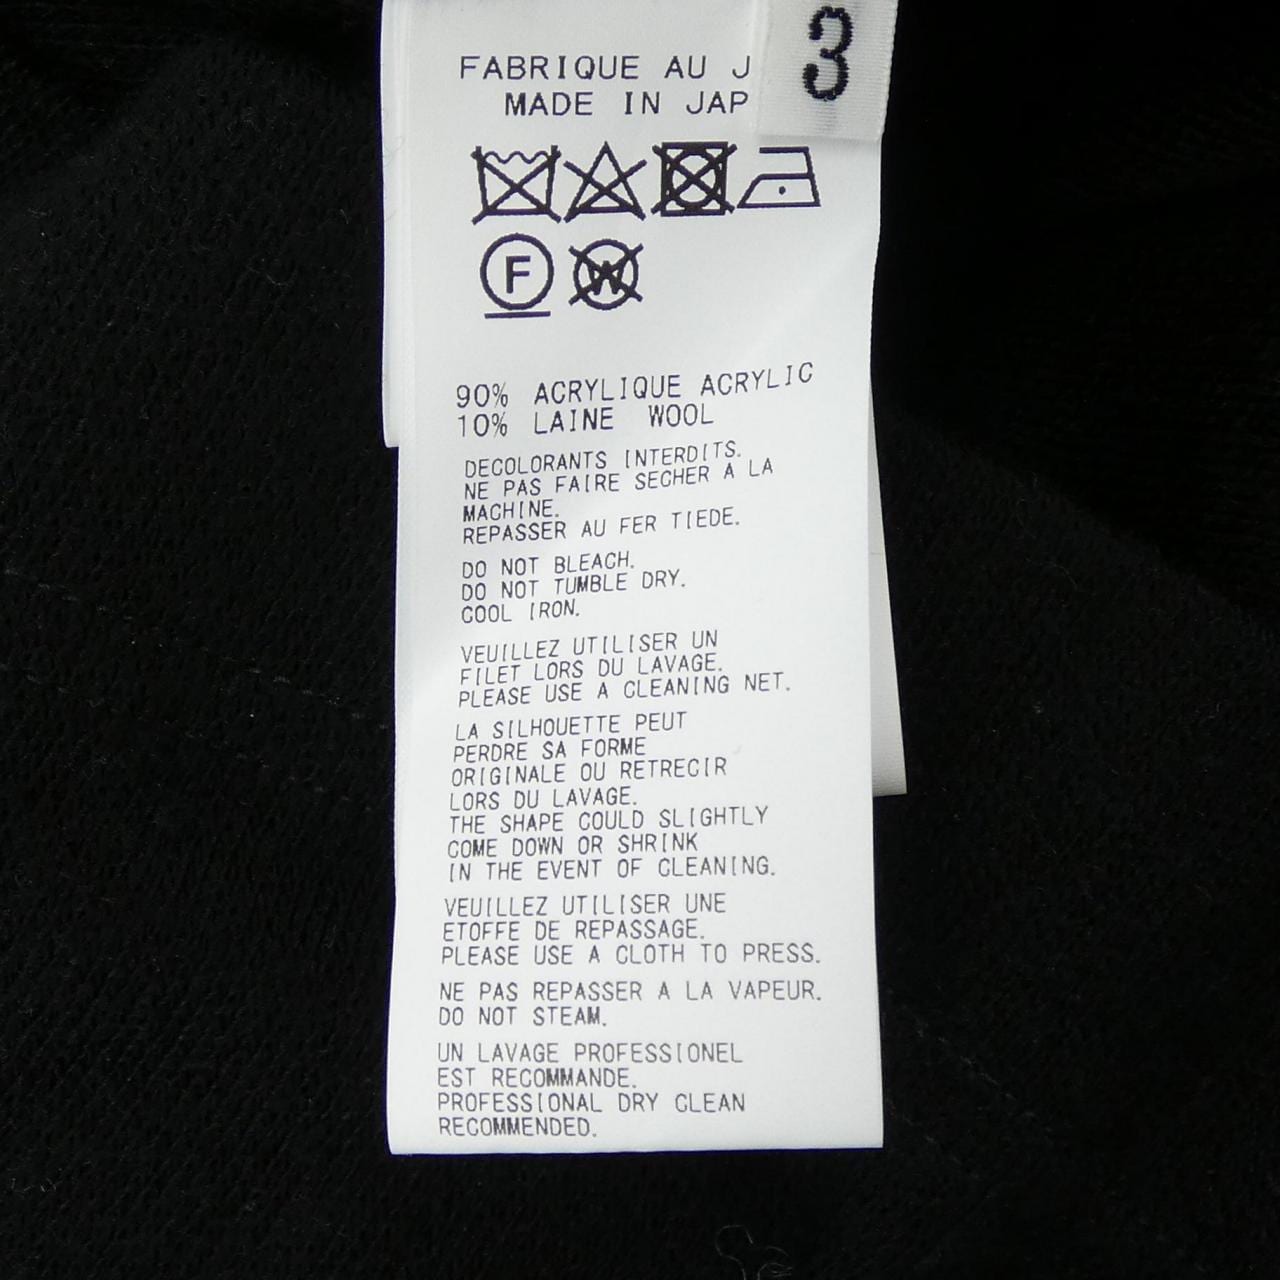 3
FABRIQUE AU J
MADE IN JAP
F
W
90% ACRYLIQUE ACRYLIC
10% LAINE WOOL
DECOLORANTS INTERDITS.
NE PAS FAIRE SECHER A LA
MACHINE.
REPASSER AU FER TIEDE.
DO NOT BLEACH.
DO NOT TUMBLE DRY.
COOL IRON.
VEUILLEZ UTILISER UN
FILET LORS DU LAVAGE.
PLEASE USE A CLEANING NET.
LA SILHOUETTE PEUT
PERDRE SA FORME
ORIGINALE OU RETRECIR
LORS DU LAVAGE.
THE SHAPE COULD SLIGHTLY
COME DOWN OR SHRINK
IN THE EVENT OF CLEANING.
VEUILLEZ UTILISER UNE
ETOFFE DE REPASSAGE.
PLEASE USE A CLOTH TO PRESS.
NE PAS REPASSER A LA VAPEUR.
DO NOT STEAM.
UN LAVAGE PROFESSIONEL
EST RECOMMANDE.
PROFESSIONAL DRY CLEAN
RECOMMENDED.